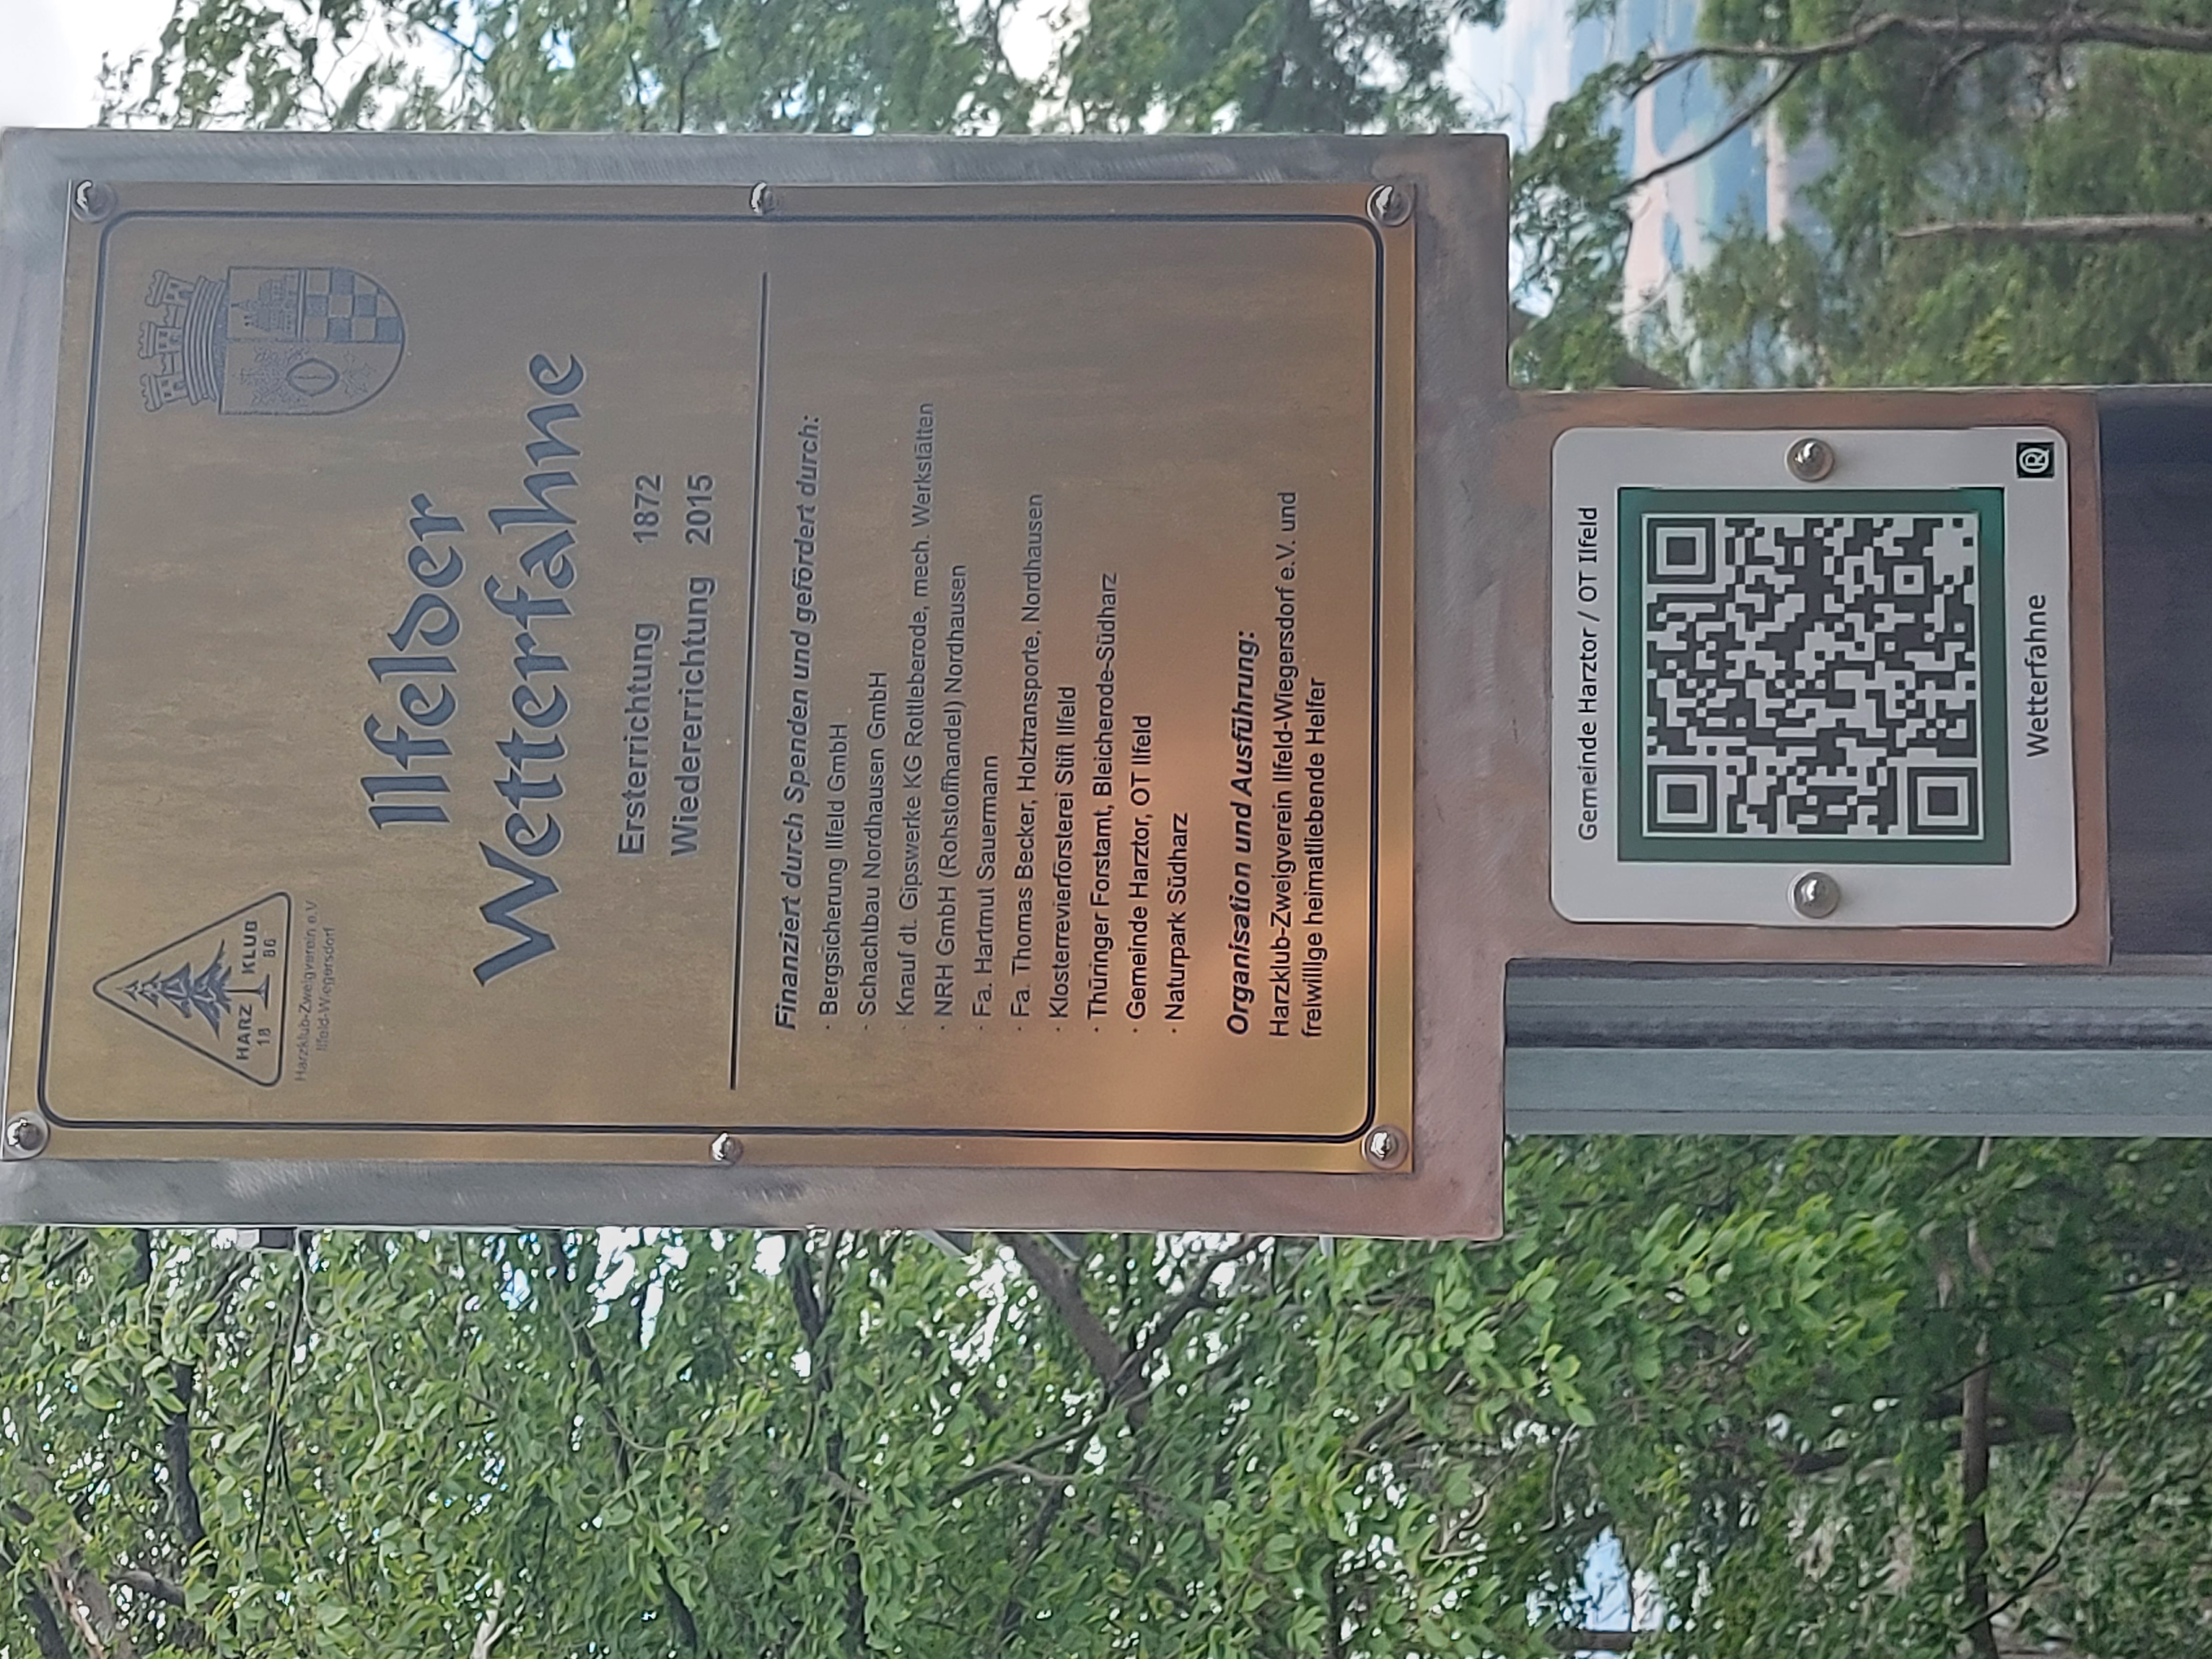 HARZ KLUB
18 86
Harzklub-Zweigverein e.V.
Ilfeld-Wiegersdorf
Ilfelder
Wetterfahne
Ersterrichtung 1872
Wiedererrichtung 2015
Finanziert durch Spenden und gefördert durch:
· Bergsicherung Ilfeld GmbH
· Schachtbau Nordhausen GmbH
· Knauf dt. Gipswerke KG Rottleberode, mech. Werkstätten
· NRH GmbH (Rohstoffhandel) Nordhausen
· Fa. Hartmut Sauermann
· Fa. Thomas Becker, Holztransporte, Nordhausen
· Klosterrevierförsterei Stift Ilfeld
· Thüringer Forstamt, Bleicherode-Südharz
· Gemeinde Harztor, OT Ilfeld
· Naturpark Südharz
Organisation und Ausführung:
Harzklub-Zweigverein Ilfeld-Wiegersdorf e.V. und
freiwillige heimatliebende Helfer
Gemeinde Harztor / OT Ilfeld
Wetterfahne